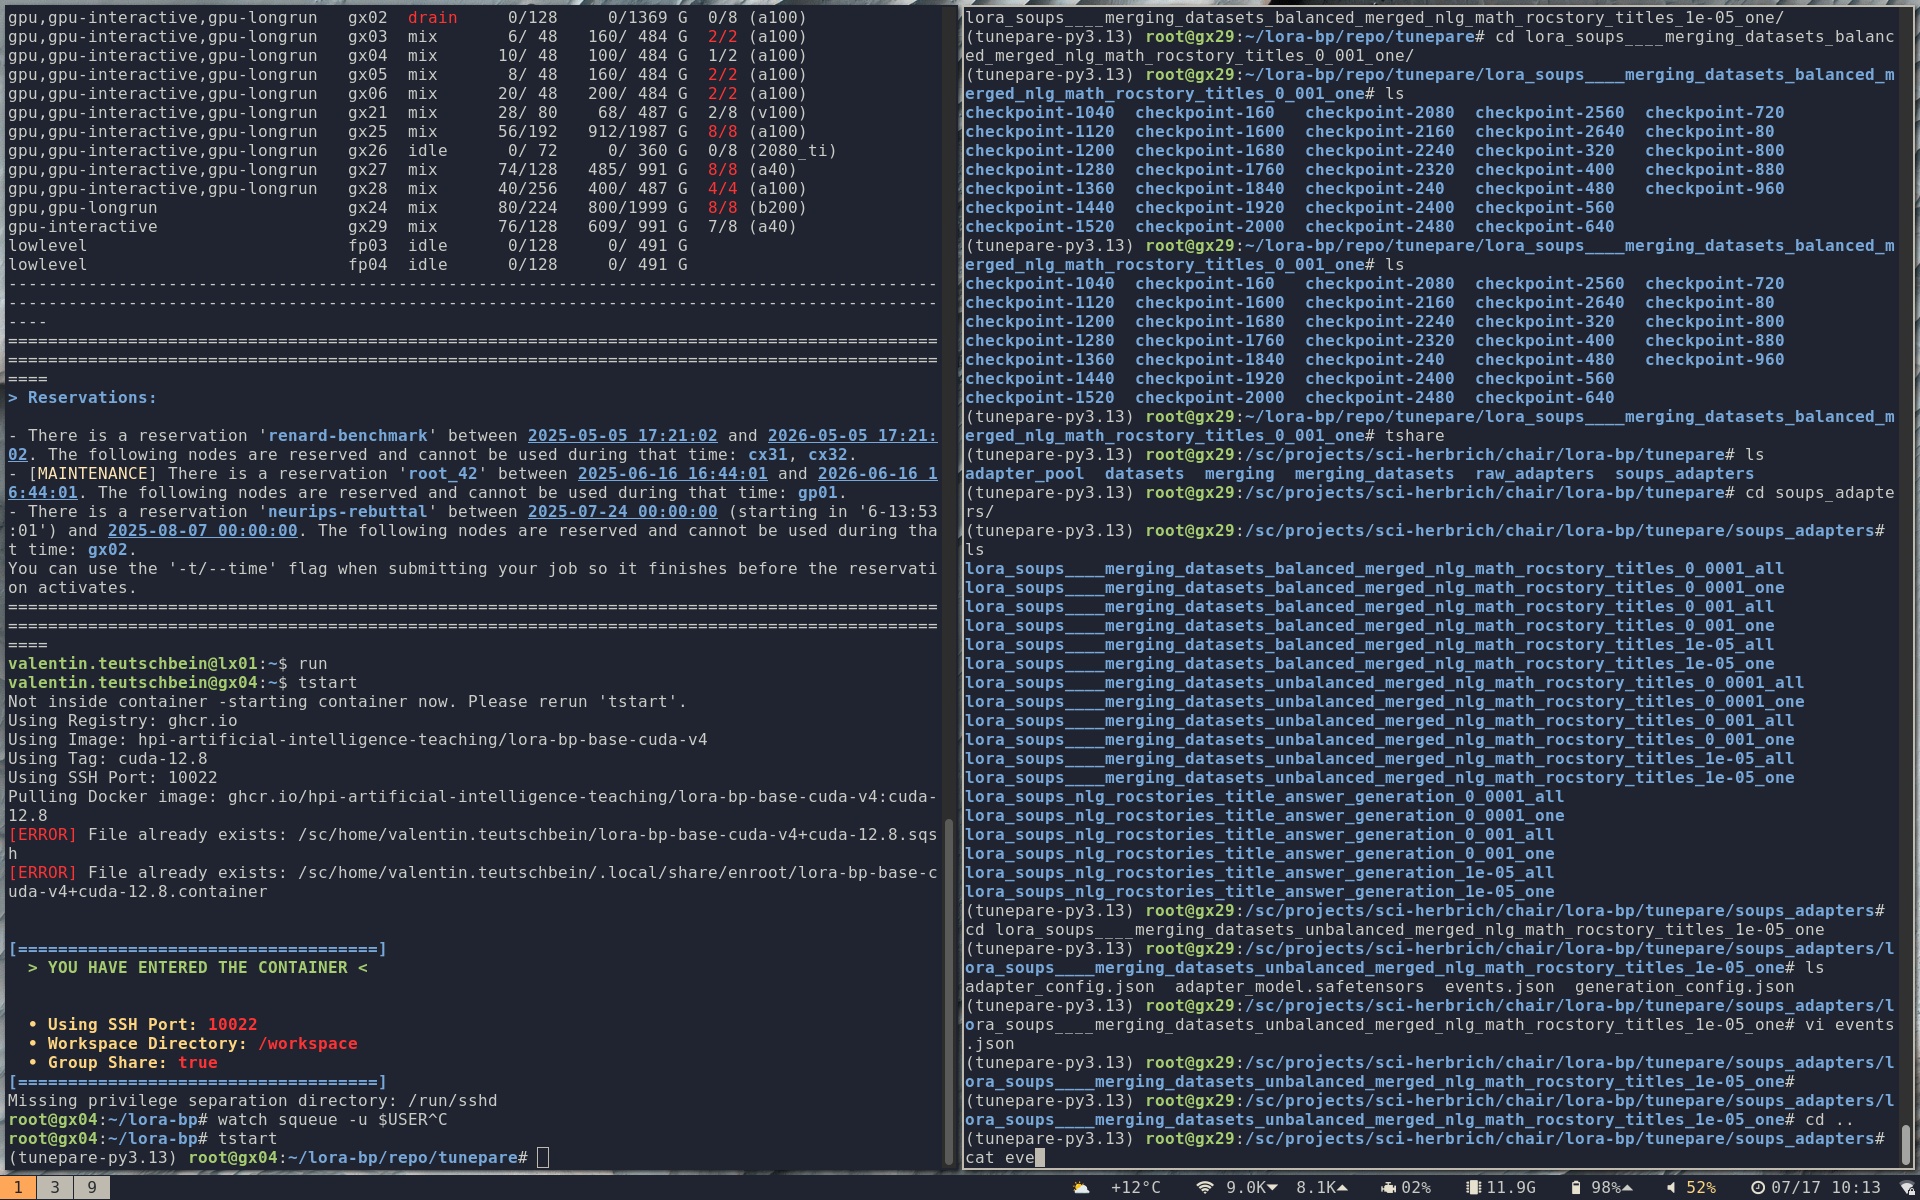 gpu,gpu-interactive,gpu-longrun   gx02  drain     0/128     0/1369 G  0/8 (a100)
gpu,gpu-interactive,gpu-longrun   gx03  mix       6/ 48   160/ 484 G  2/2 (a100)
gpu,gpu-interactive,gpu-longrun   gx04  mix      10/ 48   100/ 484 G  1/2 (a100)
gpu,gpu-interactive,gpu-longrun   gx05  mix       8/ 48   160/ 484 G  2/2 (a100)
gpu,gpu-interactive,gpu-longrun   gx06  mix      20/ 48   200/ 484 G  2/2 (a100)
gpu,gpu-interactive,gpu-longrun   gx21  mix      28/ 80    68/ 487 G  2/8 (v100)
gpu,gpu-interactive,gpu-longrun   gx25  mix      56/192   912/1987 G  8/8 (a100)
gpu,gpu-interactive,gpu-longrun   gx26  idle      0/ 72     0/ 360 G  0/8 (2080_ti)
gpu,gpu-interactive,gpu-longrun   gx27  mix      74/128   485/ 991 G  8/8 (a40)
gpu,gpu-interactive,gpu-longrun   gx28  mix      40/256   400/ 487 G  4/4 (a100)
gpu,gpu-longrun                   gx24  mix      80/224   800/1999 G  8/8 (b200)
gpu-interactive                   gx29  mix      76/128   609/ 991 G  7/8 (a40)
lowlevel                          fp03  idle      0/128     0/ 491 G
lowlevel                          fp04  idle      0/128     0/ 491 G
---------------------------------------------------------------------------------------------
---------------------------------------------------------------------------------------------
----
=============================================================================================
=============================================================================================
====
> Reservations:
- There is a reservation 'renard-benchmark' between 2025-05-05 17:21:02 and 2026-05-05 17:21:
02. The following nodes are reserved and cannot be used during that time: cx31, cx32.
- [MAINTENANCE] There is a reservation 'root_42' between 2025-06-16 16:44:01 and 2026-06-16 1
6:44:01. The following nodes are reserved and cannot be used during that time: gp01.
- There is a reservation 'neurips-rebuttal' between 2025-07-24 00:00:00 (starting in '6-13:53
:01') and 2025-08-07 00:00:00. The following nodes are reserved and cannot be used during tha
t time: gx02.
You can use the '-t/--time' flag when submitting your job so it finishes before the reservati
on activates.
=============================================================================================
=============================================================================================
====
valentin.teutschbein@lx01:~$ run
valentin.teutschbein@gx04:~$ tstart
Not inside container -starting container now. Please rerun 'tstart'.
Using Registry: ghcr.io
Using Image: hpi-artificial-intelligence-teaching/lora-bp-base-cuda-v4
Using Tag: cuda-12.8
Using SSH Port: 10022
Pulling Docker image: ghcr.io/hpi-artificial-intelligence-teaching/lora-bp-base-cuda-v4:cuda-
12.8
[ERROR] File already exists: /sc/home/valentin.teutschbein/lora-bp-base-cuda-v4+cuda-12.8.sqs
h
[ERROR] File already exists: /sc/home/valentin.teutschbein/.local/share/enroot/lora-bp-base-c
uda-v4+cuda-12.8.container
[====================================]
> YOU HAVE ENTERED THE CONTAINER <
• Using SSH Port: 10022
• Workspace Directory: /workspace
• Group Share: true
[====================================]
Missing privilege separation directory: /run/sshd
root@gx04:~/lora-bp# watch squeue -u $USER^C
root@gx04:~/lora-bp# tstart
(tunepare-py3.13) root@gx04:~/lora-bp/repo/tunepare#
lora_soups____merging_datasets_balanced_merged_nlg_math_rocstory_titles_1e-05_one/
(tunepare-py3.13) root@gx29:~/lora-bp/repo/tunepare# cd lora_soups____merging_datasets_balanc
ed_merged_nlg_math_rocstory_titles_0_001_one/
(tunepare-py3.13) root@gx29:~/lora-bp/repo/tunepare/lora_soups____merging_datasets_balanced_m
erged_nlg_math_rocstory_titles_0_001_one# ls
checkpoint-1040  checkpoint-160   checkpoint-2080  checkpoint-2560  checkpoint-720
checkpoint-1120  checkpoint-1600  checkpoint-2160  checkpoint-2640  checkpoint-80
checkpoint-1200  checkpoint-1680  checkpoint-2240  checkpoint-320   checkpoint-800
checkpoint-1280  checkpoint-1760  checkpoint-2320  checkpoint-400   checkpoint-880
checkpoint-1360  checkpoint-1840  checkpoint-240   checkpoint-480   checkpoint-960
checkpoint-1440  checkpoint-1920  checkpoint-2400  checkpoint-560
checkpoint-1520  checkpoint-2000  checkpoint-2480  checkpoint-640
(tunepare-py3.13) root@gx29:~/lora-bp/repo/tunepare/lora_soups____merging_datasets_balanced_m
erged_nlg_math_rocstory_titles_0_001_one# ls
checkpoint-1040  checkpoint-160   checkpoint-2080  checkpoint-2560  checkpoint-720
checkpoint-1120  checkpoint-1600  checkpoint-2160  checkpoint-2640  checkpoint-80
checkpoint-1200  checkpoint-1680  checkpoint-2240  checkpoint-320   checkpoint-800
checkpoint-1280  checkpoint-1760  checkpoint-2320  checkpoint-400   checkpoint-880
checkpoint-1360  checkpoint-1840  checkpoint-240   checkpoint-480   checkpoint-960
checkpoint-1440  checkpoint-1920  checkpoint-2400  checkpoint-560
checkpoint-1520  checkpoint-2000  checkpoint-2480  checkpoint-640
(tunepare-py3.13) root@gx29:~/lora-bp/repo/tunepare/lora_soups____merging_datasets_balanced_m
erged_nlg_math_rocstory_titles_0_001_one# tshare
(tunepare-py3.13) root@gx29:/sc/projects/sci-herbrich/chair/lora-bp/tunepare# ls
adapter_pool  datasets  merging  merging_datasets  raw_adapters  soups_adapters
(tunepare-py3.13) root@gx29:/sc/projects/sci-herbrich/chair/lora-bp/tunepare# cd soups_adapte
rs/
(tunepare-py3.13) root@gx29:/sc/projects/sci-herbrich/chair/lora-bp/tunepare/soups_adapters#
ls
lora_soups____merging_datasets_balanced_merged_nlg_math_rocstory_titles_0_0001_all
lora_soups____merging_datasets_balanced_merged_nlg_math_rocstory_titles_0_0001_one
lora_soups____merging_datasets_balanced_merged_nlg_math_rocstory_titles_0_001_all
lora_soups____merging_datasets_balanced_merged_nlg_math_rocstory_titles_0_001_one
lora_soups____merging_datasets_balanced_merged_nlg_math_rocstory_titles_1e-05_all
lora_soups____merging_datasets_balanced_merged_nlg_math_rocstory_titles_1e-05_one
lora_soups____merging_datasets_unbalanced_merged_nlg_math_rocstory_titles_0_0001_all
lora_soups____merging_datasets_unbalanced_merged_nlg_math_rocstory_titles_0_0001_one
lora_soups____merging_datasets_unbalanced_merged_nlg_math_rocstory_titles_0_001_all
lora_soups____merging_datasets_unbalanced_merged_nlg_math_rocstory_titles_0_001_one
lora_soups____merging_datasets_unbalanced_merged_nlg_math_rocstory_titles_1e-05_all
lora_soups____merging_datasets_unbalanced_merged_nlg_math_rocstory_titles_1e-05_one
lora_soups_nlg_rocstories_title_answer_generation_0_0001_all
lora_soups_nlg_rocstories_title_answer_generation_0_0001_one
lora_soups_nlg_rocstories_title_answer_generation_0_001_all
lora_soups_nlg_rocstories_title_answer_generation_0_001_one
lora_soups_nlg_rocstories_title_answer_generation_1e-05_all
lora_soups_nlg_rocstories_title_answer_generation_1e-05_one
(tunepare-py3.13) root@gx29:/sc/projects/sci-herbrich/chair/lora-bp/tunepare/soups_adapters#
cd lora_soups____merging_datasets_unbalanced_merged_nlg_math_rocstory_titles_1e-05_one
(tunepare-py3.13) root@gx29:/sc/projects/sci-herbrich/chair/lora-bp/tunepare/soups_adapters/l
ora_soups____merging_datasets_unbalanced_merged_nlg_math_rocstory_titles_1e-05_one# ls
adapter_config.json  adapter_model.safetensors  events.json  generation_config.json
(tunepare-py3.13) root@gx29:/sc/projects/sci-herbrich/chair/lora-bp/tunepare/soups_adapters/l
ora_soups____merging_datasets_unbalanced_merged_nlg_math_rocstory_titles_1e-05_one# vi events
.json
(tunepare-py3.13) root@gx29:/sc/projects/sci-herbrich/chair/lora-bp/tunepare/soups_adapters/l
ora_soups____merging_datasets_unbalanced_merged_nlg_math_rocstory_titles_1e-05_one#
(tunepare-py3.13) root@gx29:/sc/projects/sci-herbrich/chair/lora-bp/tunepare/soups_adapters/l
ora_soups____merging_datasets_unbalanced_merged_nlg_math_rocstory_titles_1e-05_one# cd ..
(tunepare-py3.13) root@gx29:/sc/projects/sci-herbrich/chair/lora-bp/tunepare/soups_adapters#
cat eve
1 3 9 +12°C 9.0K 8.1K 02% 11.9G 98% 52% 07/17 10:13